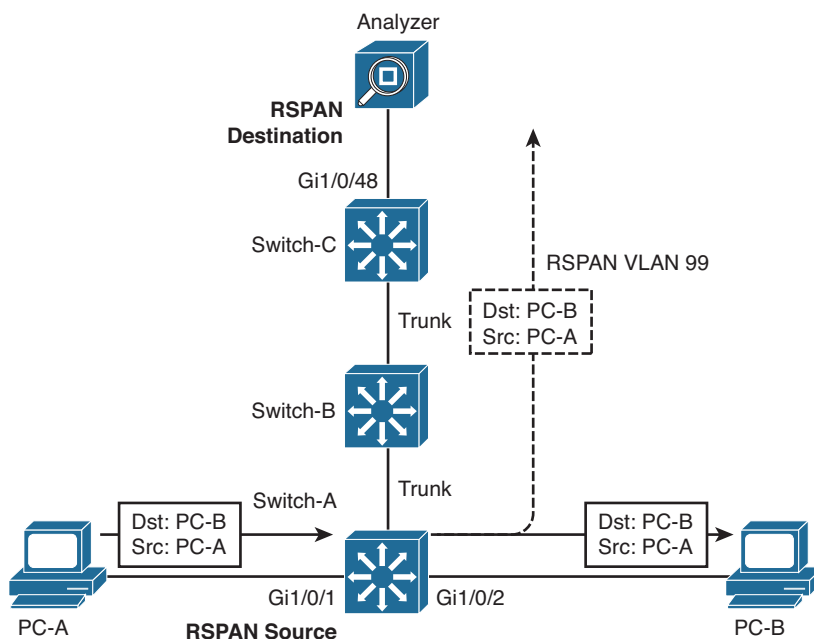 Analyzer
RSPAN
Destination
Gi1/0/48
Switch-C
RSPAN VLAN 99
Dst: PC-B
Src: PC-A
Trunk
Switch-B
Trunk
Switch-A
Dst: PC-B
Src: PC-A
Dst: PC-B
Src: PC-A
Gi1/0/1
Gi1/0/2
PC-A
RSPAN Source
PC-B